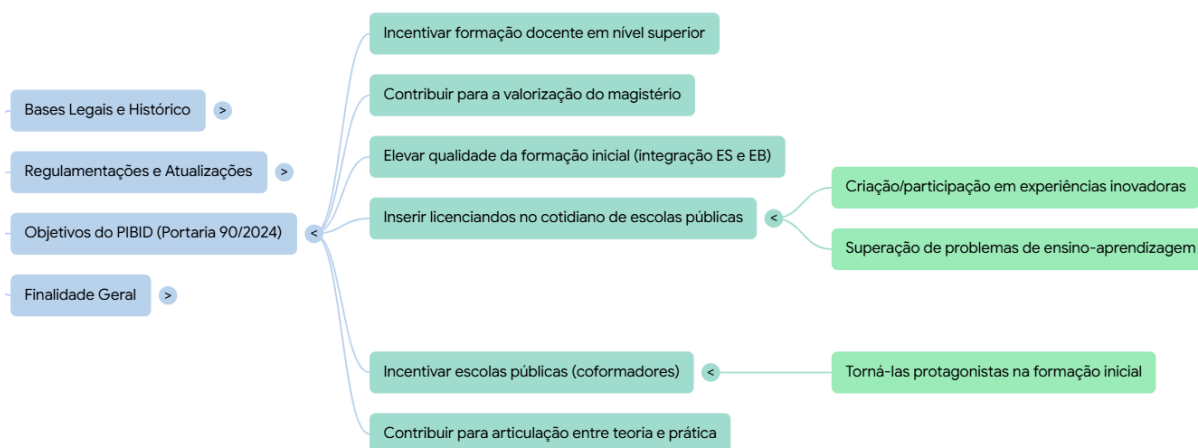 Incentivar formação docente em nível superior
Contribuir para a valorização do magistério
Bases Legais e Histórico >
Elevar qualidade da formação inicial (integração ES e EB)
Regulamentações e Atualizações >
Criação/participação em experiências inovadoras
Inserir licenciandos no cotidiano de escolas públicas <
Objetivos do PIBID (Portaria 90/2024) <
Superação de problemas de ensino-aprendizagem
Finalidade Geral >
Incentivar escolas públicas (coformadores) <
Torná-las protagonistas na formação inicial
Contribuir para articulação entre teoria e prática